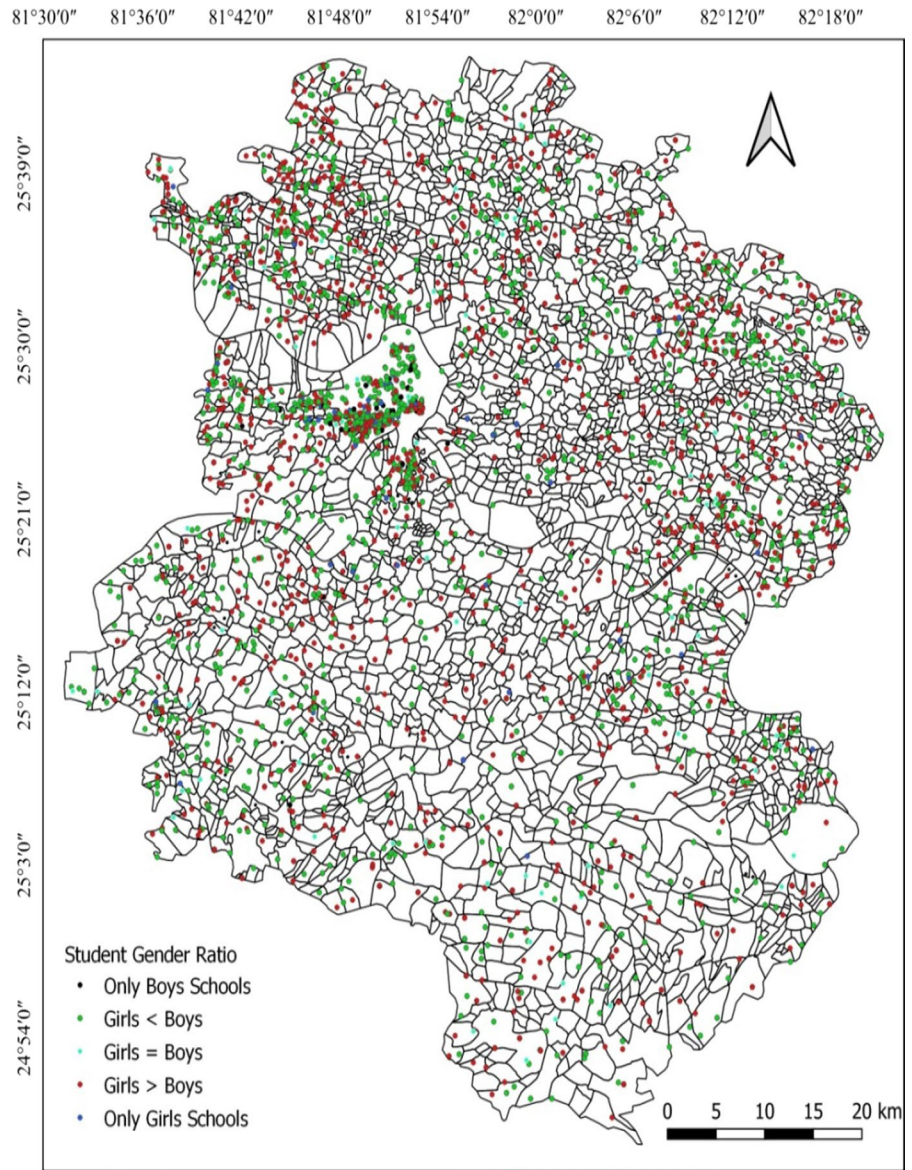 81°30′0″ 81°36′0″ 81°42′0″ 81°48′0″ 81°54′0″ 82°0′0″ 82°6′0″ 82°12′0″ 82°18′0″
25°39′0″
25°30′0″
25°21′0″
25°12′0″
25°3′0″
24°54′0″
Student Gender Ratio
Only Boys Schools
Girls < Boys
Girls = Boys
Girls > Boys
Only Girls Schools
0 5 10 15 20 km